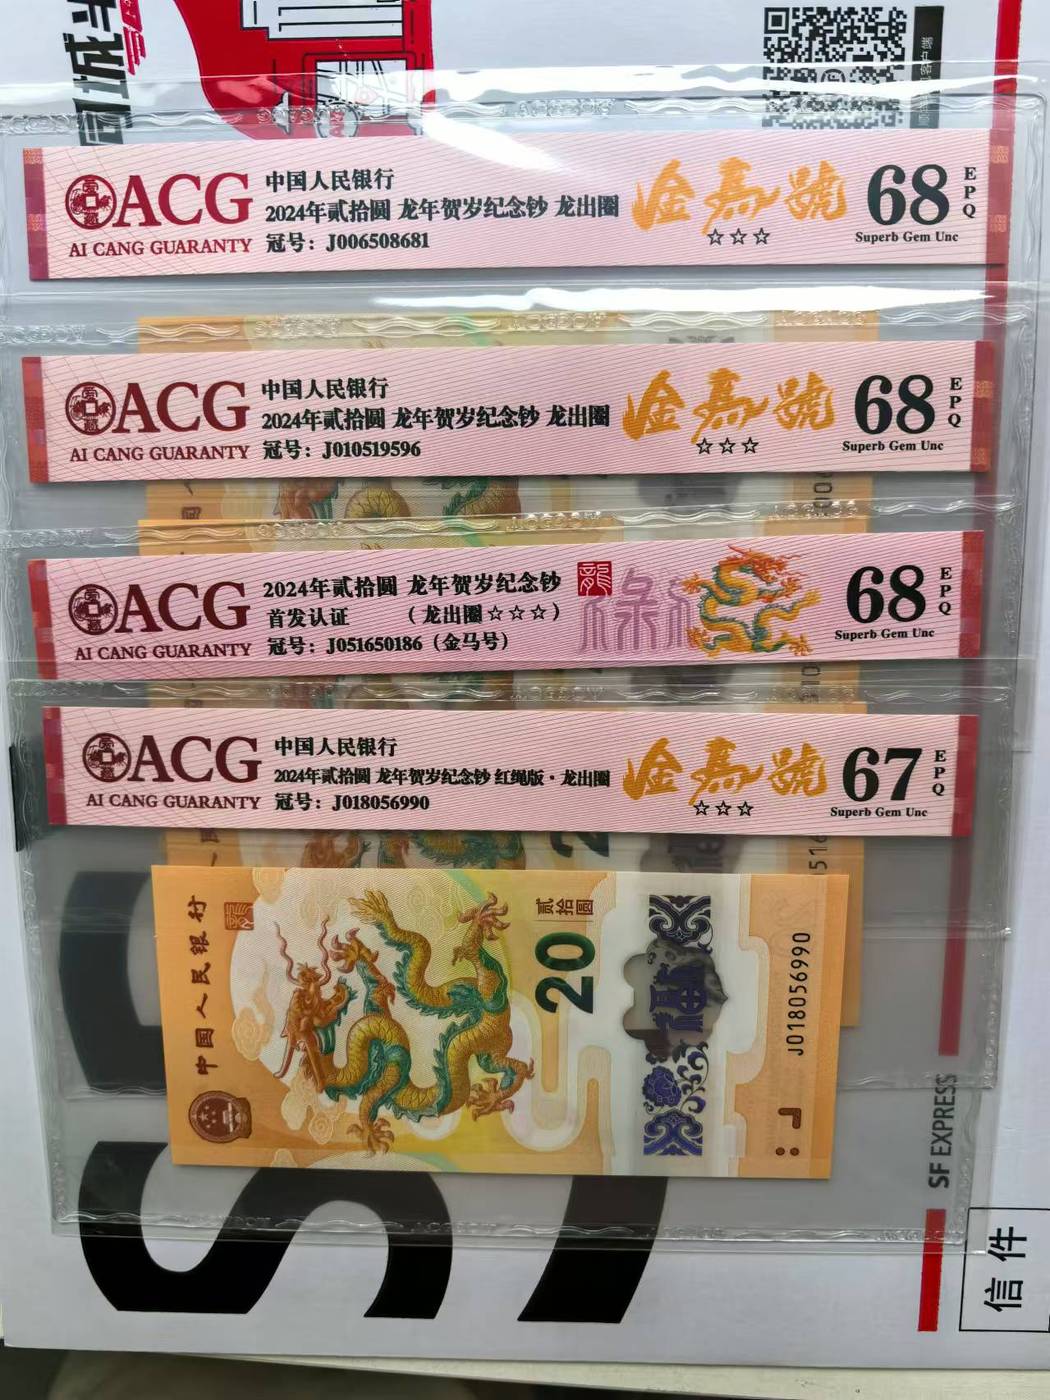 同城
ACG
AI CANG GUARANTY
中国人民银行
2024年贰拾圆 龙年贺岁纪念钞 龙出圈
冠号：J006508681
金馬號
☆☆☆
68
EPQ
Superb Gem Unc
ACG
AI CANG GUARANTY
中国人民银行
2024年贰拾圆 龙年贺岁纪念钞 龙出圈
冠号：J010519596
金馬號
☆☆☆
68
EPQ
Superb Gem Unc
ACG
AI CANG GUARANTY
2024年贰拾圆 龙年贺岁纪念钞
首发认证 （龙出圈☆☆☆）
冠号：J051650186（金马号）
龍
68
EPQ
Superb Gem Unc
ACG
AI CANG GUARANTY
中国人民银行
2024年贰拾圆 龙年贺岁纪念钞 红绳版·龙出圈
冠号：J018056990
金馬號
☆☆☆
67
EPQ
Superb Gem Unc
中国人民银行
贰拾圆
20
J018056990
SF EXPRESS
信件